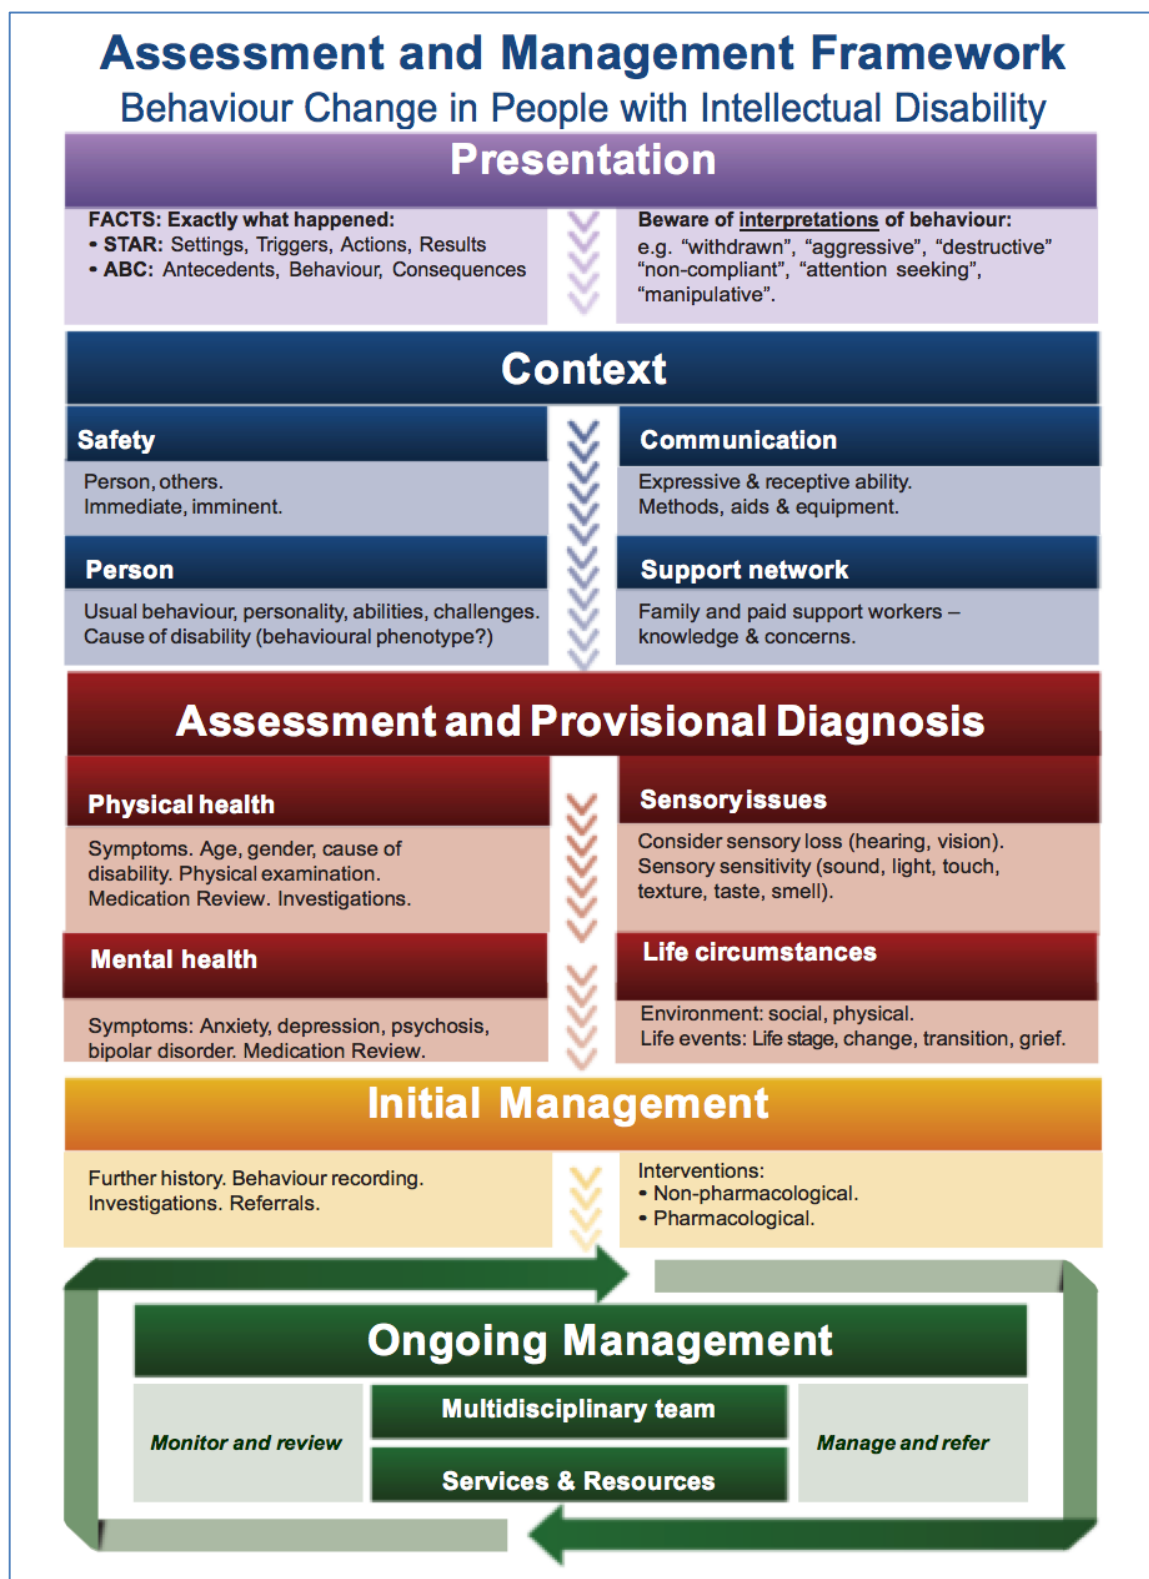 Assessment and Management Framework
Behaviour Change in People with Intellectual Disability
Presentation
FACTS: Exactly what happened:
• STAR: Settings, Triggers, Actions, Results
• ABC: Antecedents, Behaviour, Consequences
Beware of interpretations of behaviour:
e.g. “withdrawn”, “aggressive”, “destructive”
“non-compliant”, “attention seeking”,
“manipulative”.
Context
Safety
Person, others.
Immediate, imminent.
Communication
Expressive & receptive ability.
Methods, aids & equipment.
Person
Usual behaviour, personality, abilities, challenges.
Cause of disability (behavioural phenotype?)
Support network
Family and paid support workers –
knowledge & concerns.
Assessment and Provisional Diagnosis
Physical health
Symptoms. Age, gender, cause of
disability. Physical examination.
Medication Review. Investigations.
Sensory issues
Consider sensory loss (hearing, vision).
Sensory sensitivity (sound, light, touch,
texture, taste, smell).
Mental health
Symptoms: Anxiety, depression, psychosis,
bipolar disorder. Medication Review.
Life circumstances
Environment: social, physical.
Life events: Life stage, change, transition, grief.
Initial Management
Further history. Behaviour recording.
Investigations. Referrals.
Interventions:
• Non-pharmacological.
• Pharmacological.
Ongoing Management
Monitor and review
Multidisciplinary team
Services & Resources
Manage and refer